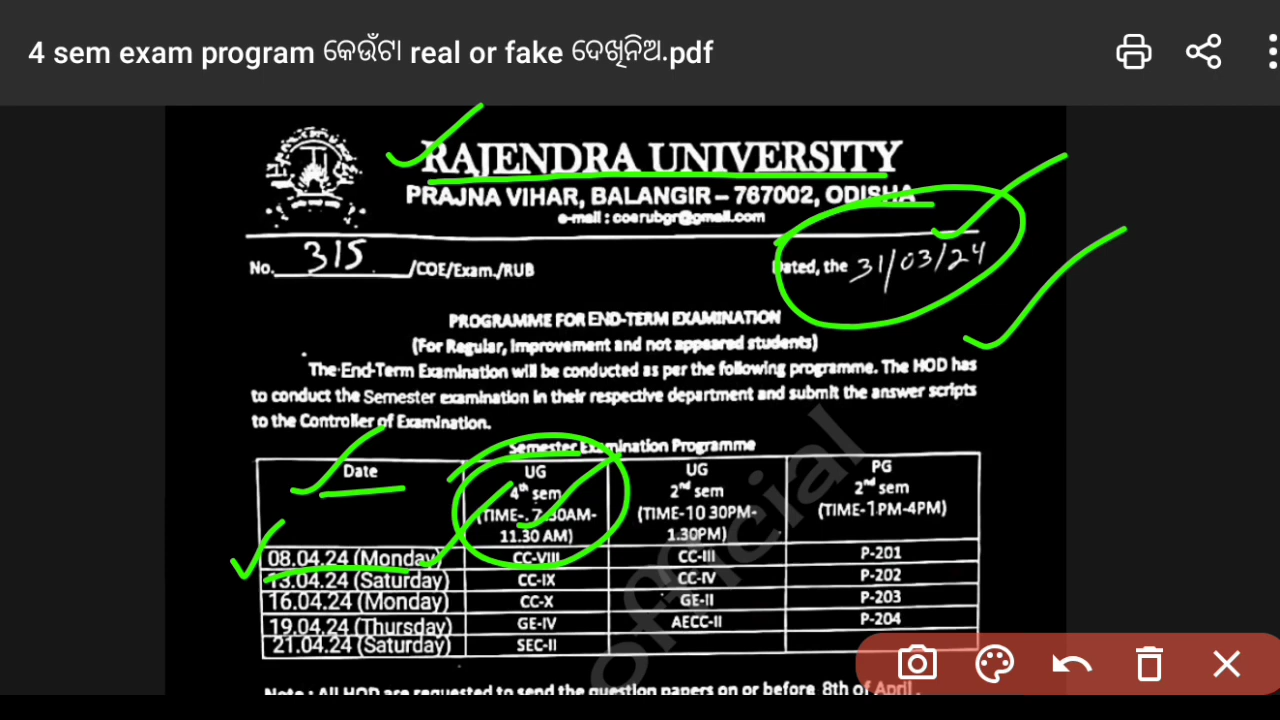 4 sem exam program କେଉଁଟା real or fake ଦେଖିନିଅ.pdf
RAJENDRA UNIVERSITY
PRAJNA VIHAR, BALANGIR – 767002, ODISHA
e-mail : coerubgr@gmail.com
No. 315 /COE/Exam./RUB Dated, the 31/03/24
PROGRAMME FOR END-TERM EXAMINATION
(For Regular, Improvement and not appeared students)
The End-Term Examination will be conducted as per the following programme. The HOD has
to conduct the Semester examination in their respective department and submit the answer scripts
to the Controller of Examination.
Semester Examination Programme
Date UG 4th sem (TIME-. 7.30AM-11.30 AM) UG 2nd sem (TIME-10 30PM-1.30PM) PG 2nd sem (TIME-1PM-4PM)
08.04.24 (Monday) CC-VIII CC-III P-201
13.04.24 (Saturday) CC-IX CC-IV P-202
16.04.24 (Monday) CC-X GE-II P-203
19.04.24 (Thursday) GE-IV AECC-II P-204
21.04.24 (Saturday) SEC-II
Note : All HOD are requested to send the question papers on or before 8th of April.
official